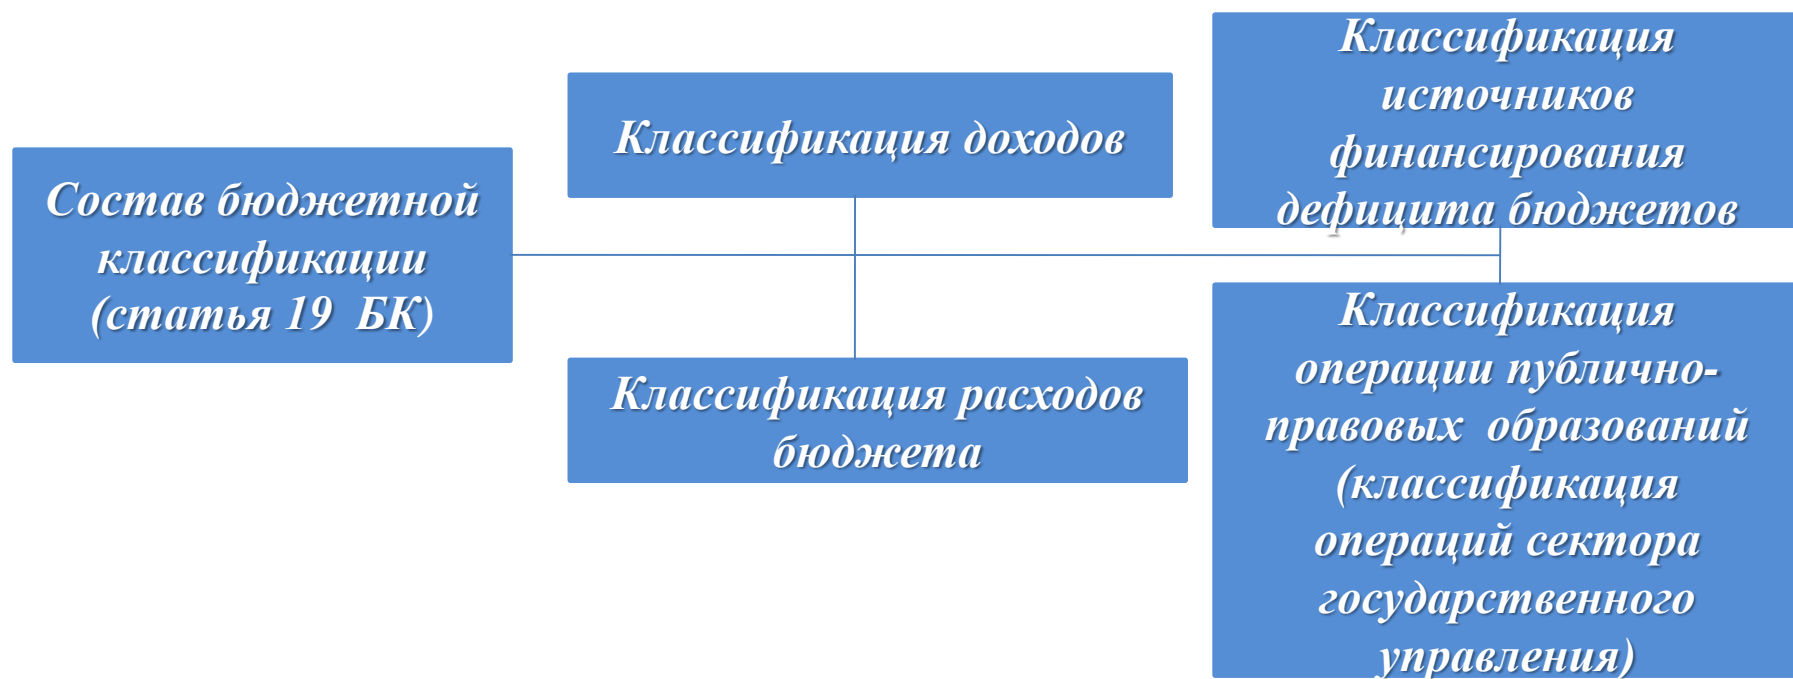 Состав бюджетной
классификации
(статья 19 БК)
Классификация доходов
Классификация расходов
бюджета
Классификация
источников
финансирования
дефицита бюджетов
Классификация
операции публично-
правовых образований
(классификация
операций сектора
государственного
управления)